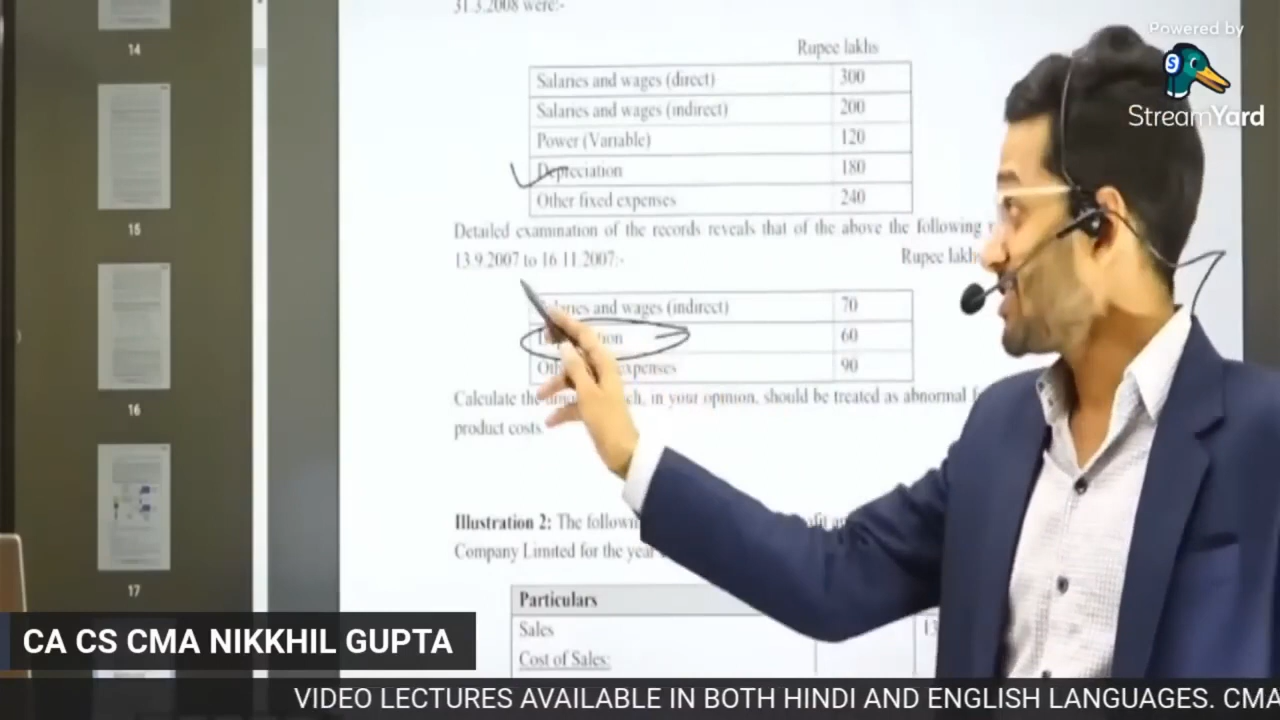 31.3.2008 were:-
Rupee lakhs
Salaries and wages (direct) 300
Salaries and wages (indirect) 200
Power (Variable) 120
Depreciation 180
Other fixed expenses 240
Detailed examination of the records reveals that of the above the following
13.9.2007 to 16.11.2007:- Rupee lakh
and wages (indirect) 70
60
expenses 90
Calculate the in your opinion, should be treated as abnormal
product costs.
Illustration 2: The
Company Limited for the year
Particulars
Sales 13
Cost of Sales:
14
15
16
17
Powered by
StreamYard
CA CS CMA NIKKHIL GUPTA
VIDEO LECTURES AVAILABLE IN BOTH HINDI AND ENGLISH LANGUAGES. CMA